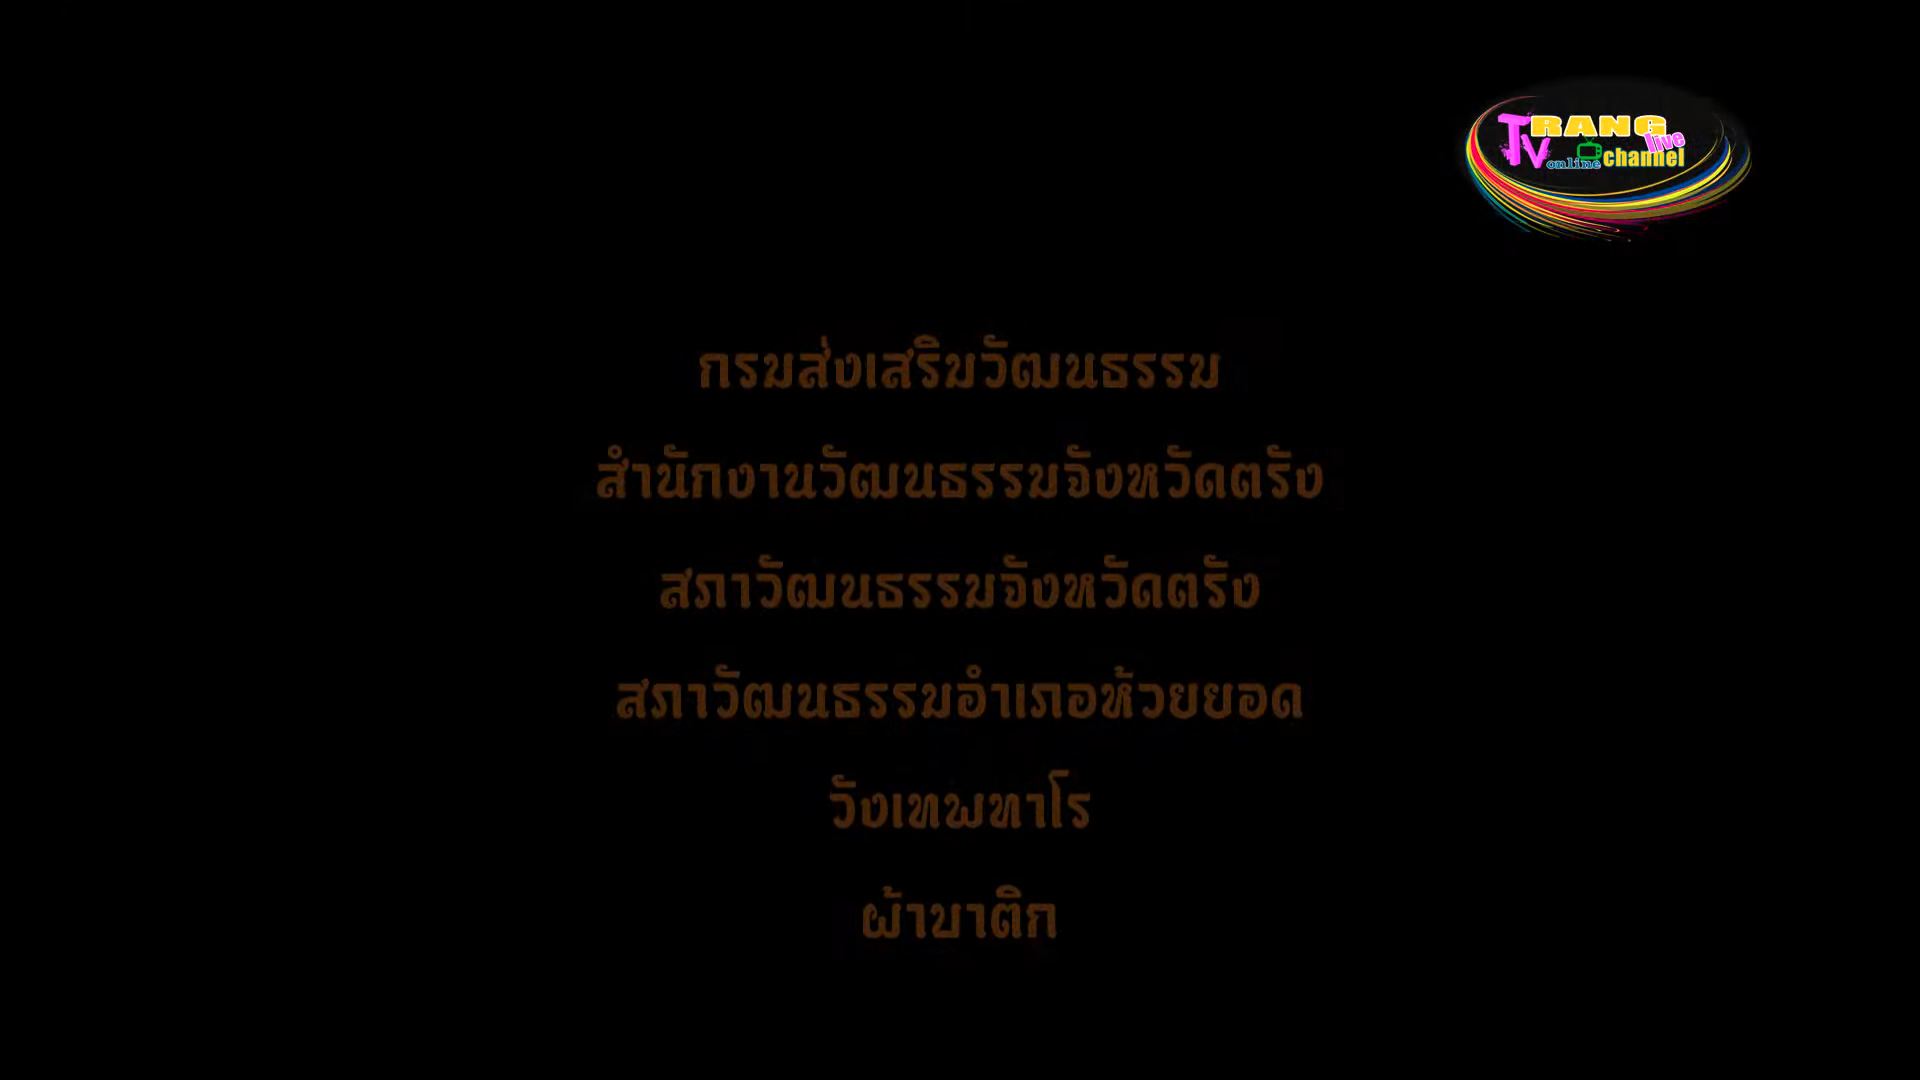 TRANG
TV online live channel
กรมส่งเสริมวัฒนธรรม
สำนักงานวัฒนธรรมจังหวัดตรัง
สภาวัฒนธรรมจังหวัดตรัง
สภาวัฒนธรรมอำเภอห้วยยอด
วังเทพทาโร
ผ้าบาติก